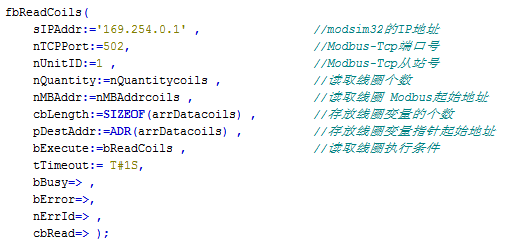 fbReadCoils(
sIPAddr:='169.254.0.1' , //modsim32的IP地址
nTCPPort:=502, //Modbus-Tcp端口号
nUnitID:=1 , //Modbus-Tcp从站号
nQuantity:=nQuantitycoils , //读取线圈个数
nMBAddr:=nMBAddrcoils , //读取线圈 Modbus起始地址
cbLength:=SIZEOF(arrDatacoils) , //存放线圈变量的个数
pDestAddr:=ADR(arrDatacoils) , //存放线圈变量指针起始地址
bExecute:=bReadCoils , //读取线圈执行条件
tTimeout:= T#1S,
bBusy=> ,
bError=>,
nErrId=> ,
cbRead=> );